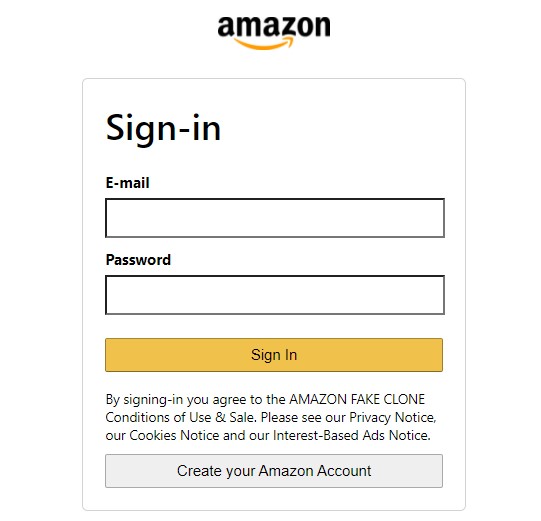 amazon
Sign-in
E-mail
Password
Sign In
By signing-in you agree to the AMAZON FAKE CLONE
Conditions of Use & Sale. Please see our Privacy Notice,
our Cookies Notice and our Interest-Based Ads Notice.
Create your Amazon Account